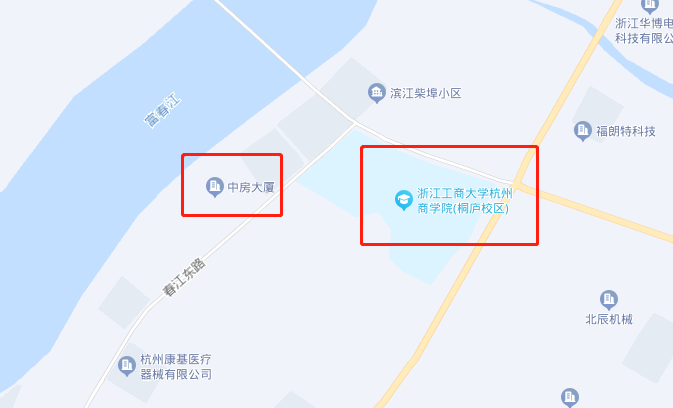 浙江华博电
科技有限公
滨江柴埠小区
富春江
福朗特科技
中房大厦
浙江工商大学杭州
商学院(桐庐校区)
春江东路
北辰机械
杭州康基医疗
器械有限公司